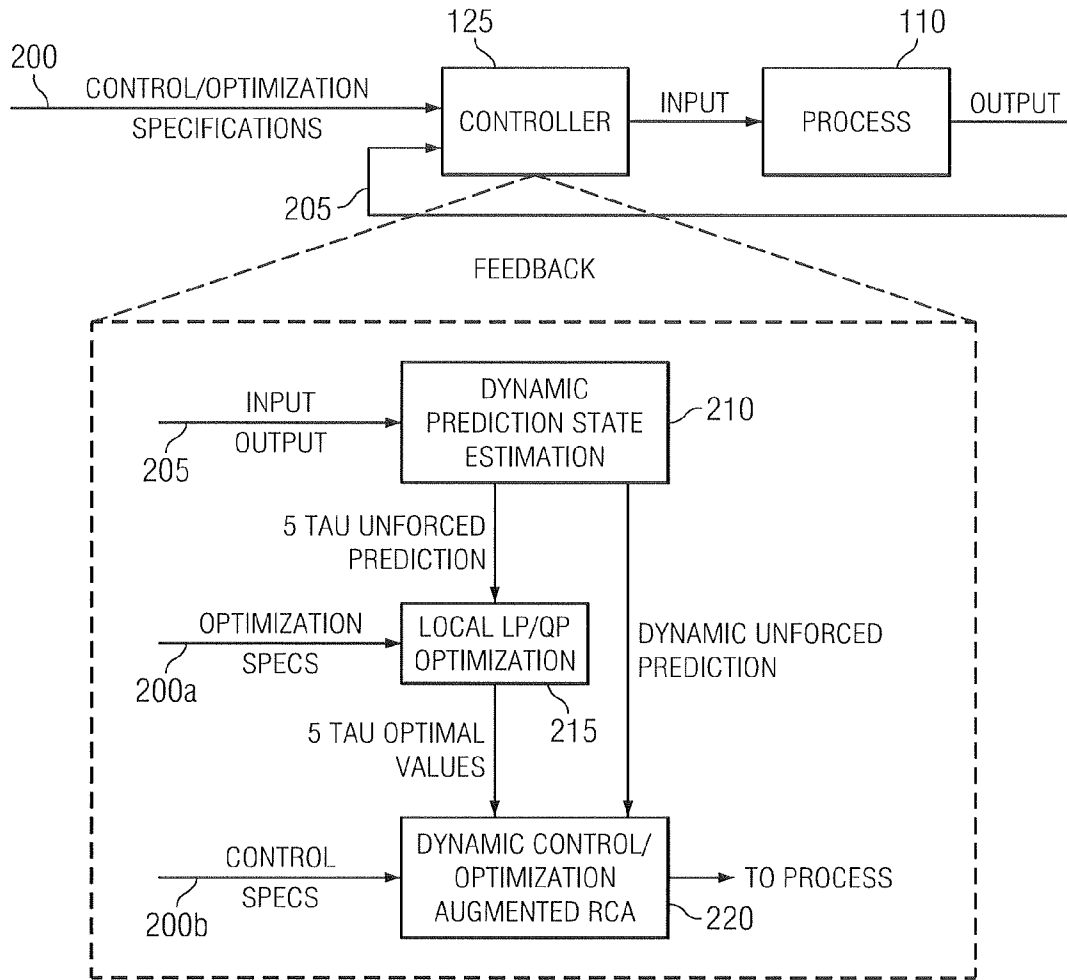 200
125
110
CONTROL/OPTIMIZATION
SPECIFICATIONS
CONTROLLER
INPUT
PROCESS
OUTPUT
205
FEEDBACK
INPUT
OUTPUT
205
DYNAMIC
PREDICTION STATE
ESTIMATION
210
5 TAU UNFORCED
PREDICTION
OPTIMIZATION
SPECS
200a
LOCAL LP/QP
OPTIMIZATION
215
DYNAMIC UNFORCED
PREDICTION
5 TAU OPTIMAL
VALUES
CONTROL
SPECS
200b
DYNAMIC CONTROL/
OPTIMIZATION
AUGMENTED RCA
220
TO PROCESS